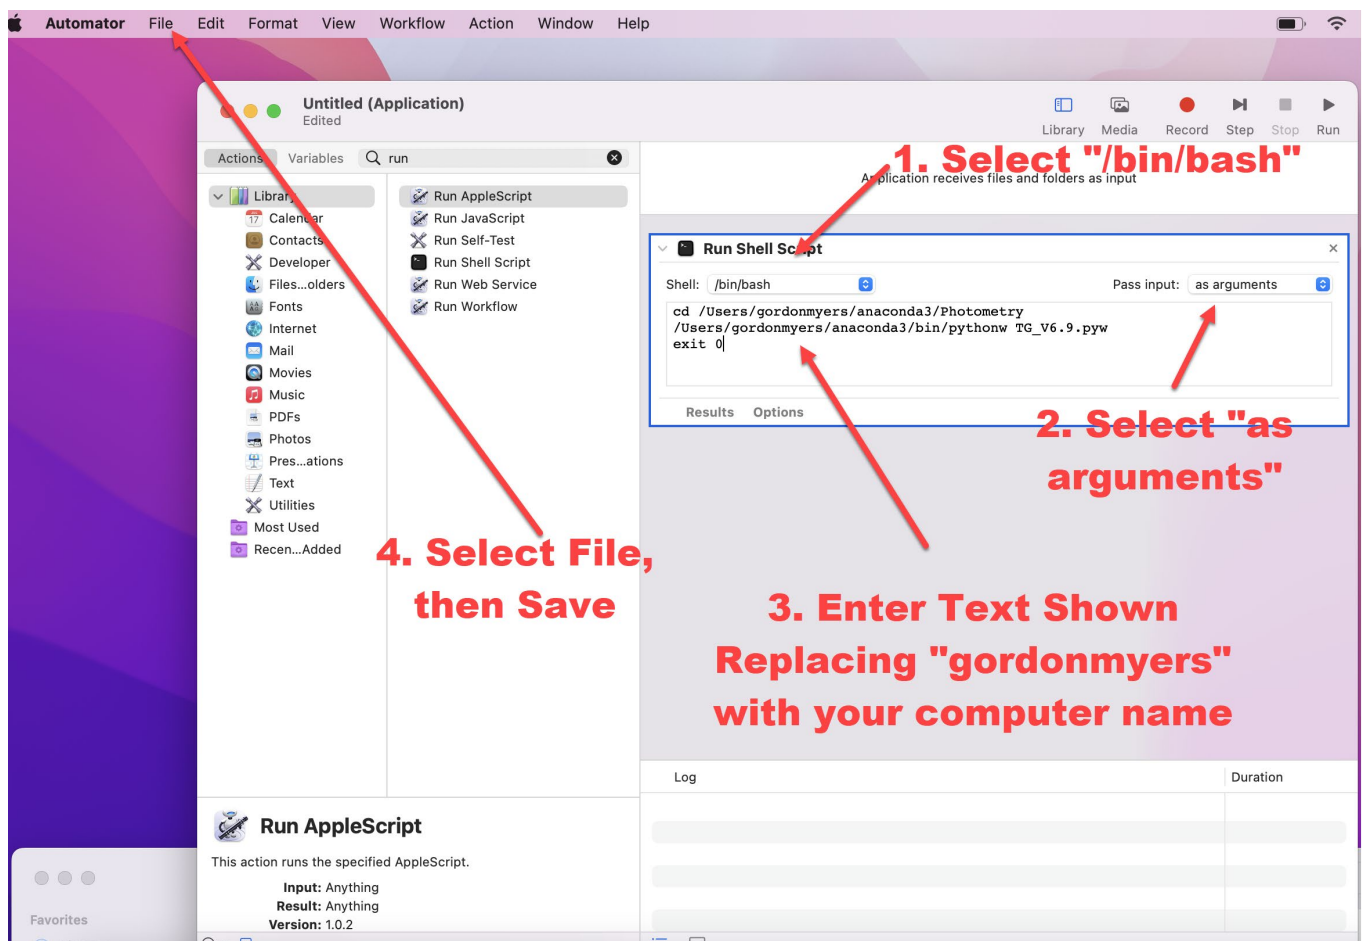 Automator File Edit Format View Workflow Action Window Help
Untitled (Application)
Edited
Library Media Record Step Stop Run
Actions Variables run
Library
Calendar
Contacts
Developer
Files...olders
Fonts
Internet
Mail
Movies
Music
PDFs
Photos
Pres...ations
Text
Utilities
Most Used
Recen...Added
Run AppleScript
Run JavaScript
Run Self-Test
Run Shell Script
Run Web Service
Run Workflow
1. Select "/bin/bash"
Application receives files and folders as input
Run Shell Script
Shell: /bin/bash Pass input: as arguments
cd /Users/gordonmyers/anaconda3/Photometry
/Users/gordonmyers/anaconda3/bin/pythonw TG_V6.9.pyw
exit 0
Results Options
2. Select "as
arguments"
4. Select File,
then Save
3. Enter Text Shown
Replacing "gordonmyers"
with your computer name
Log Duration
Run AppleScript
This action runs the specified AppleScript.
Input: Anything
Result: Anything
Version: 1.0.2
Favorites